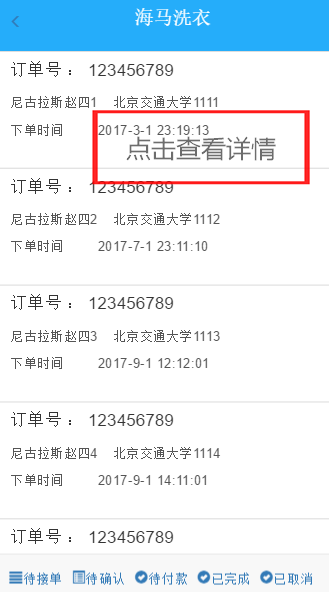 海马洗衣
订单号： 123456789
尼古拉斯赵四1 北京交通大学1111
下单时间 2017-3-1 23:19:13
点击查看详情
订单号： 123456789
尼古拉斯赵四2 北京交通大学1112
下单时间 2017-7-1 23:11:10
订单号： 123456789
尼古拉斯赵四3 北京交通大学1113
下单时间 2017-9-1 12:12:01
订单号： 123456789
尼古拉斯赵四4 北京交通大学1114
下单时间 2017-9-1 14:11:01
订单号： 123456789
待接单 待确认 待付款 已完成 已取消